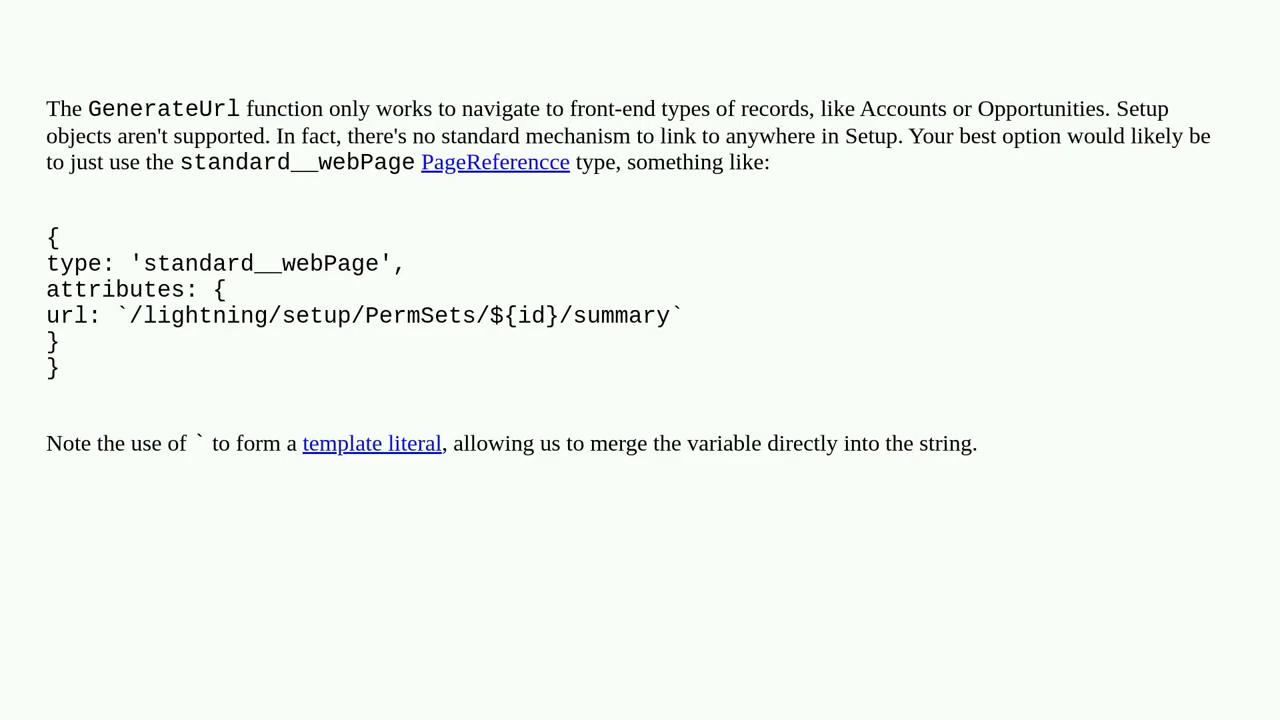 The GenerateUrl function only works to navigate to front-end types of records, like Accounts or Opportunities. Setup
objects aren't supported. In fact, there's no standard mechanism to link to anywhere in Setup. Your best option would likely be
to just use the standard__webPage PageReferencce type, something like:
{
type: 'standard__webPage',
attributes: {
url: `/lightning/setup/PermSets/${id}/summary`
}
}
Note the use of ` to form a template literal, allowing us to merge the variable directly into the string.